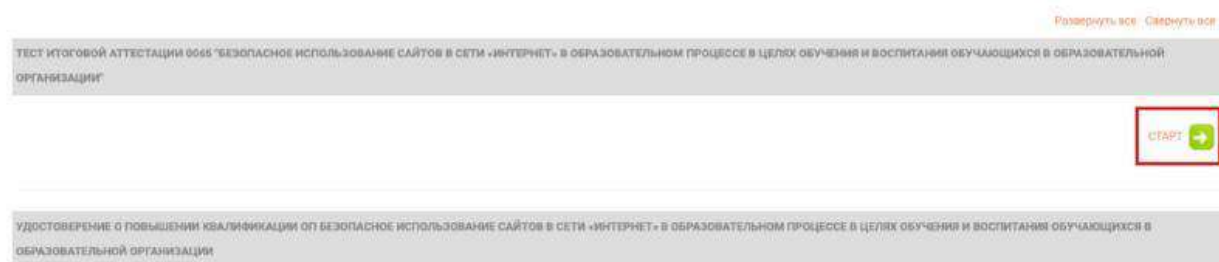 Развернуть все Свернуть все
ТЕСТ ИТОГОВОЙ АТТЕСТАЦИИ 0065 "БЕЗОПАСНОЕ ИСПОЛЬЗОВАНИЕ САЙТОВ В СЕТИ «ИНТЕРНЕТ» В ОБРАЗОВАТЕЛЬНОМ ПРОЦЕССЕ В ЦЕЛЯХ ОБУЧЕНИЯ И ВОСПИТАНИЯ ОБУЧАЮЩИХСЯ В ОБРАЗОВАТЕЛЬНОЙ
ОРГАНИЗАЦИИ"
СТАРТ
УДОСТОВЕРЕНИЕ О ПОВЫШЕНИИ КВАЛИФИКАЦИИ ОП БЕЗОПАСНОЕ ИСПОЛЬЗОВАНИЕ САЙТОВ В СЕТИ «ИНТЕРНЕТ» В ОБРАЗОВАТЕЛЬНОМ ПРОЦЕССЕ В ЦЕЛЯХ ОБУЧЕНИЯ И ВОСПИТАНИЯ ОБУЧАЮЩИХСЯ В
ОБРАЗОВАТЕЛЬНОЙ ОРГАНИЗАЦИИ